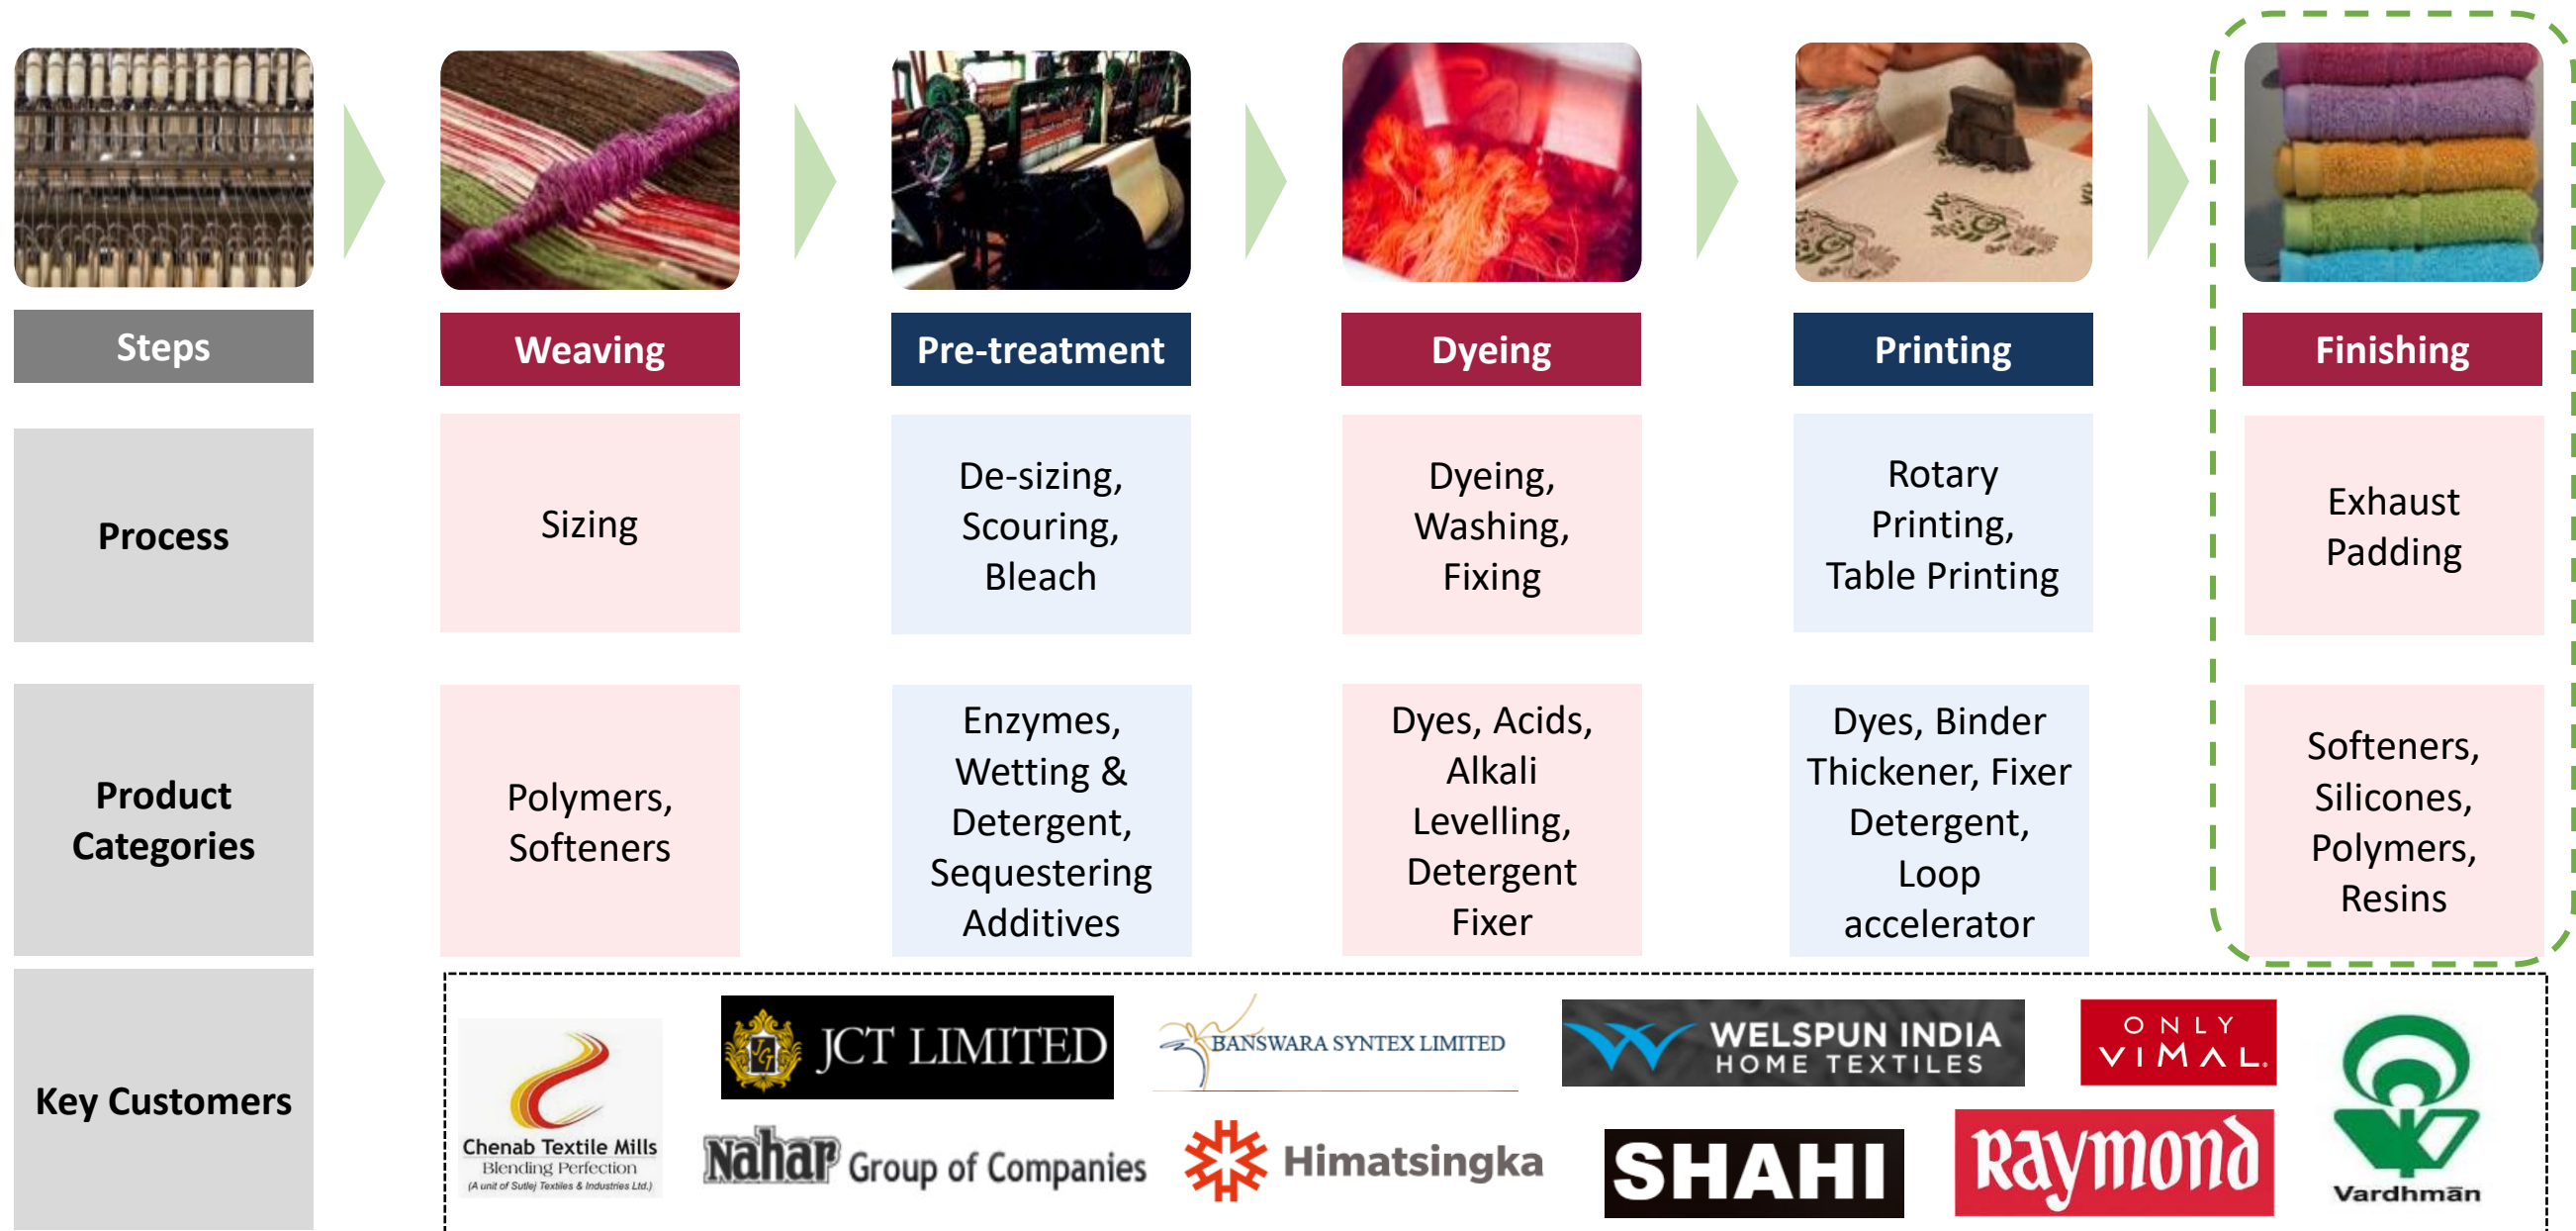 Steps
Weaving
Pre-treatment
Dyeing
Printing
Finishing
Process
Sizing
De-sizing,
Scouring,
Bleach
Dyeing,
Washing,
Fixing
Rotary
Printing,
Table Printing
Exhaust
Padding
Product
Categories
Polymers,
Softeners
Enzymes,
Wetting &
Detergent,
Sequestering
Additives
Dyes, Acids,
Alkali
Levelling,
Detergent
Fixer
Dyes, Binder
Thickener, Fixer
Detergent,
Loop
accelerator
Softeners,
Silicones,
Polymers,
Resins
Key Customers
Chenab Textile Mills
Blending Perfection
(A unit of Sutlej Textiles & Industries Ltd.)
JCT
JCT LIMITED
BANSWARA SYNTEX LIMITED
WELSPUN INDIA
HOME TEXTILES
ONLY
VIMAL.
Nahar Group of Companies
Himatsingka
SHAHI
Raymond
Vardhmān